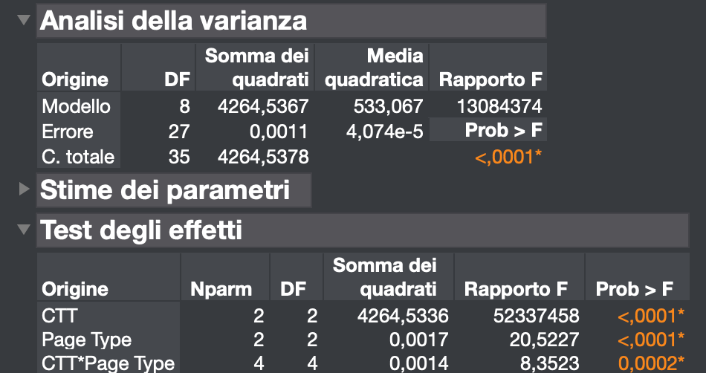 Analisi della varianza
Somma dei Media
Origine DF quadrati quadratica Rapporto F
Modello 8 4264,5367 533,067 13084374
Errore 27 0,0011 4,074e-5 Prob > F
C. totale 35 4264,5378 <,0001*
Stime dei parametri
Test degli effetti
Somma dei
Origine Nparm DF quadrati Rapporto F Prob > F
CTT 2 2 4264,5336 52337458 <,0001*
Page Type 2 2 0,0017 20,5227 <,0001*
CTT*Page Type 4 4 0,0014 8,3523 0,0002*